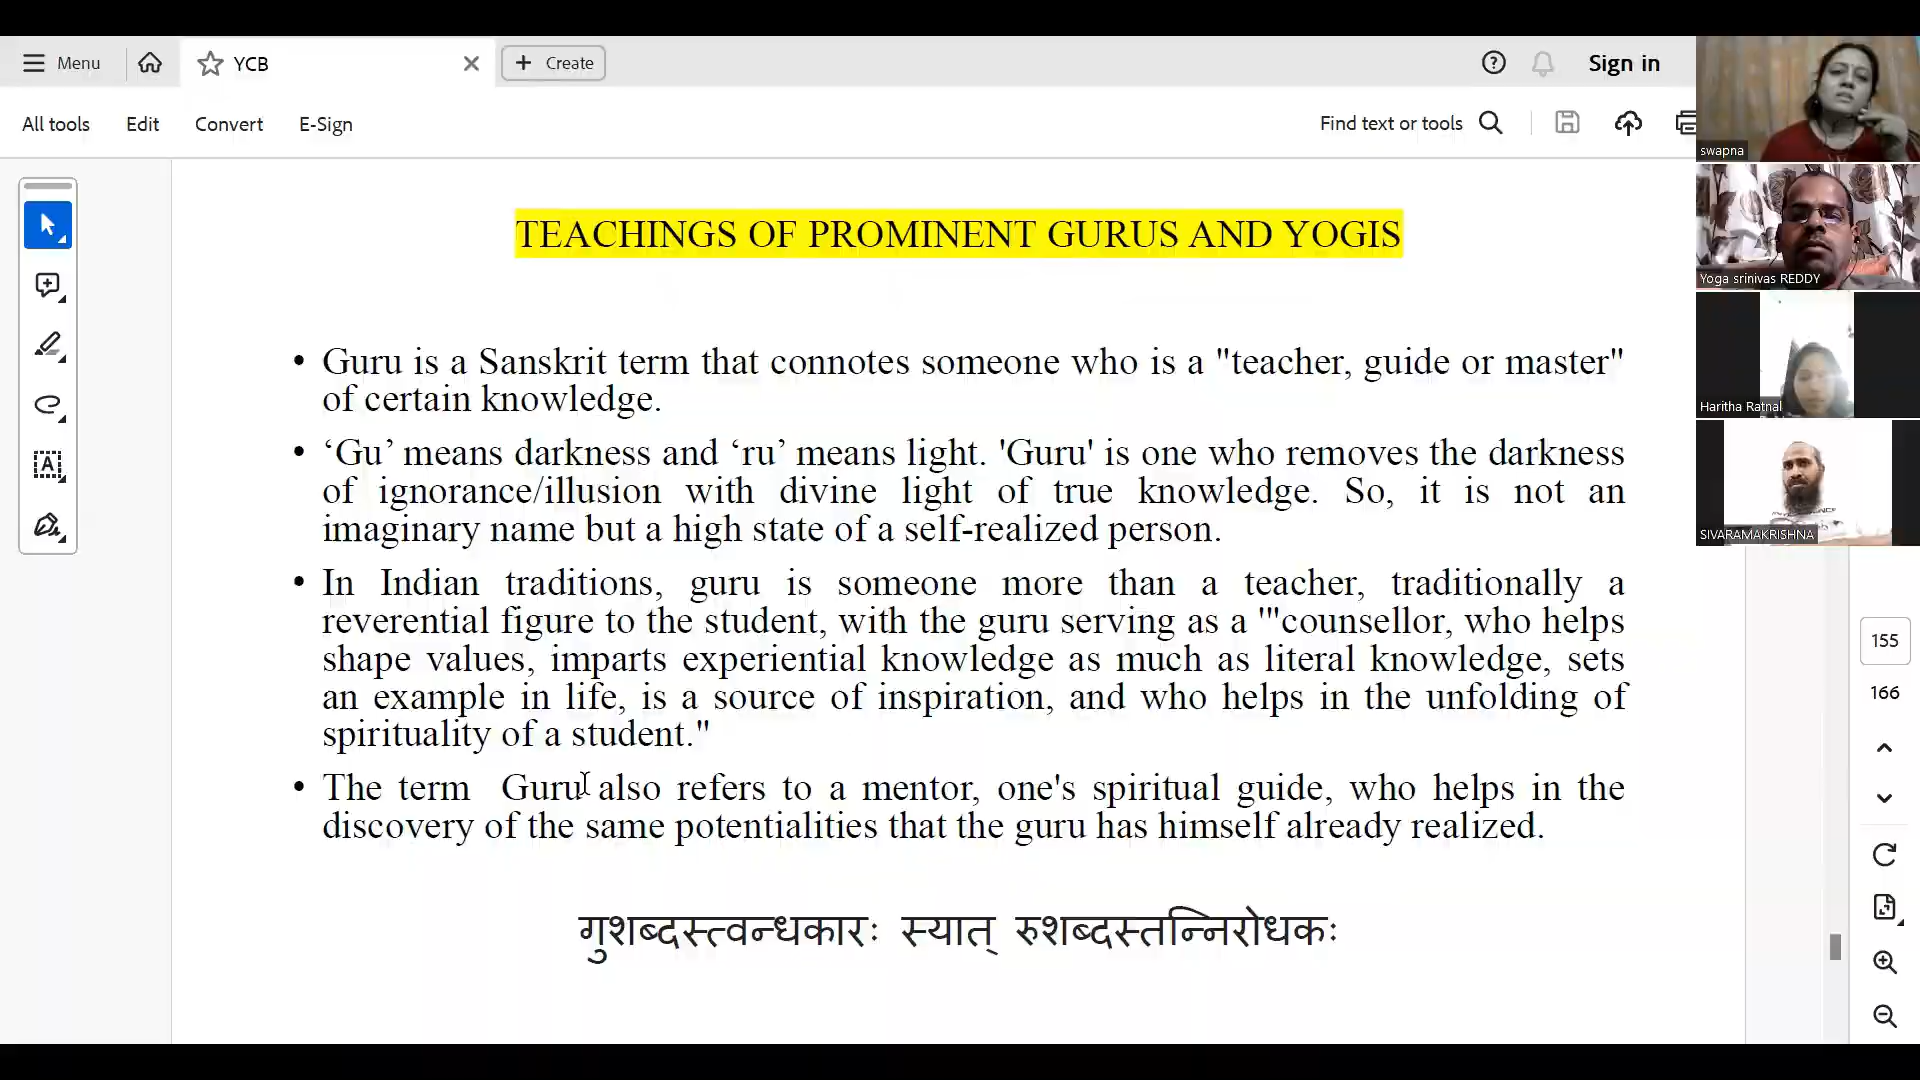 Menu
YCB
Create
Sign in
All tools
Edit
Convert
E-Sign
Find text or tools
swapna
Yoga srinivas REDDY
Haritha Ratnal
SIVARAMAKRISHNA
TEACHINGS OF PROMINENT GURUS AND YOGIS
• Guru is a Sanskrit term that connotes someone who is a "teacher, guide or master"
of certain knowledge.
• ‘Gu’ means darkness and ‘ru’ means light. 'Guru' is one who removes the darkness
of ignorance/illusion with divine light of true knowledge. So, it is not an
imaginary name but a high state of a self-realized person.
• In Indian traditions, guru is someone more than a teacher, traditionally a
reverential figure to the student, with the guru serving as a "'counsellor, who helps
shape values, imparts experiential knowledge as much as literal knowledge, sets
an example in life, is a source of inspiration, and who helps in the unfolding of
spirituality of a student."
• The term Guru also refers to a mentor, one's spiritual guide, who helps in the
discovery of the same potentialities that the guru has himself already realized.
गुशब्दस्त्वन्धकारः स्यात् रुशब्दस्तन्निरोधकः
155
166